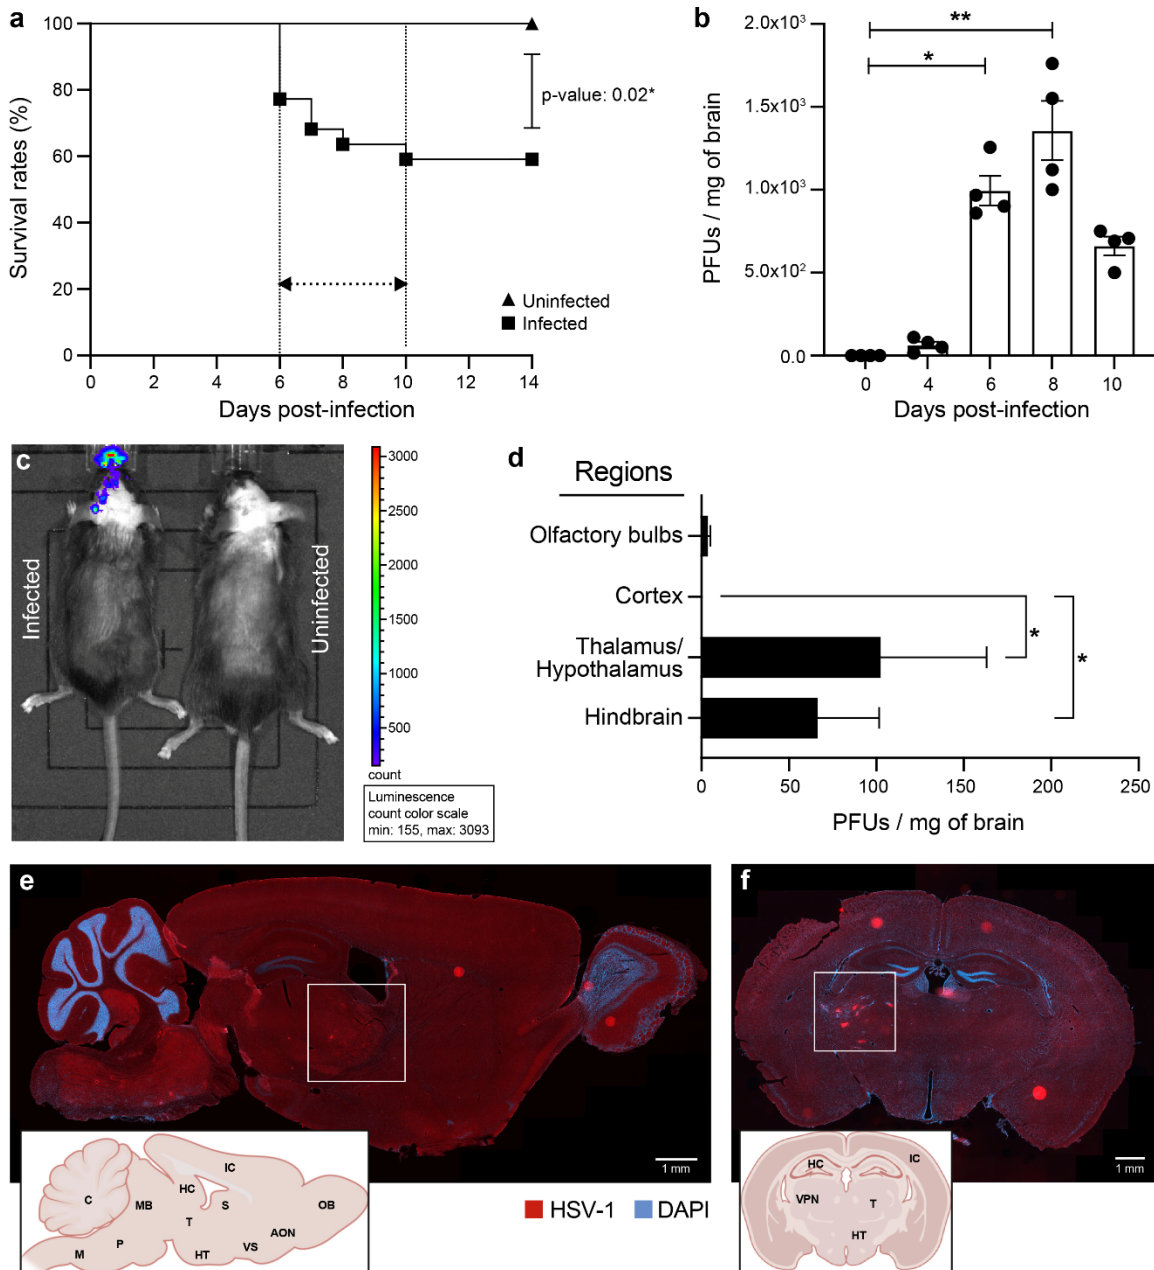 a
100
80
60
40
20
0
Survival rates (%)
0 2 4 6 8 10 12 14
Days post-infection
p-value: 0.02*
Uninfected
Infected
b
**
*
2.0x10³
1.5x10³
1.0x10³
5.0x10²
0.0
PFUs / mg of brain
0 4 6 8 10
Days post-infection
c
Infected
Uninfected
3000
2500
2000
1500
1000
500
count
Luminescence
count color scale
min: 155, max: 3093
d
Regions
Olfactory bulbs
Cortex
Thalamus/
Hypothalamus
Hindbrain
*
*
0 50 100 150 200 250
PFUs / mg of brain
e
1 mm
C
MB
HC
IC
S
OB
T
AON
M
P
HT
VS
HSV-1
DAPI
f
1 mm
HC
IC
VPN
T
HT